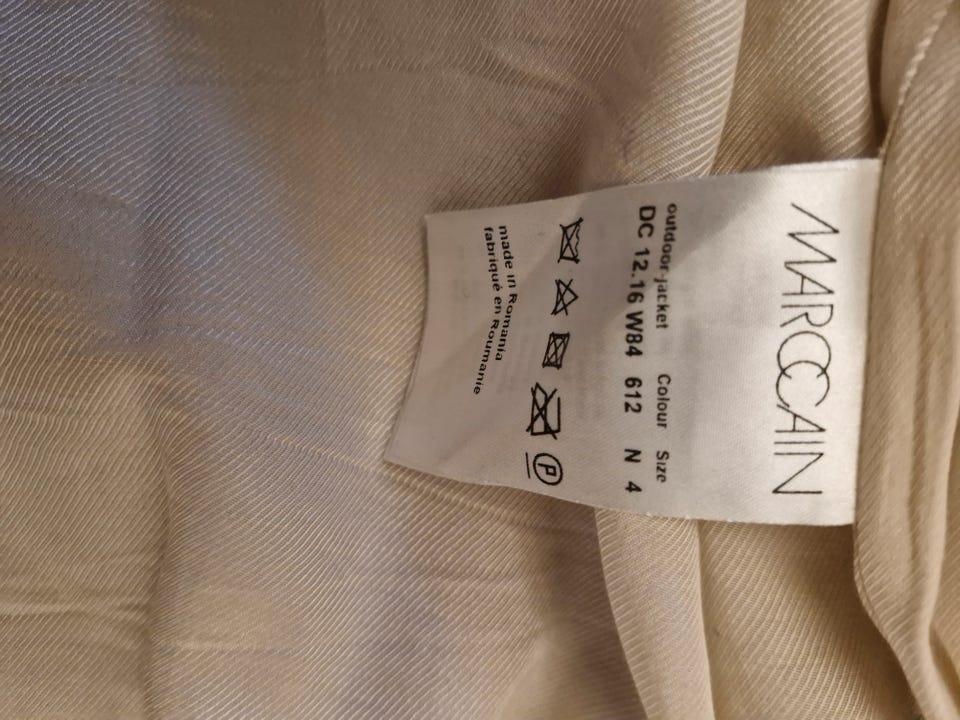 MARCCAIN
outdoor-jacket Colour Size
DC 12.16 W84 612 N 4
P
made in Romania
fabriqué en Roumanie